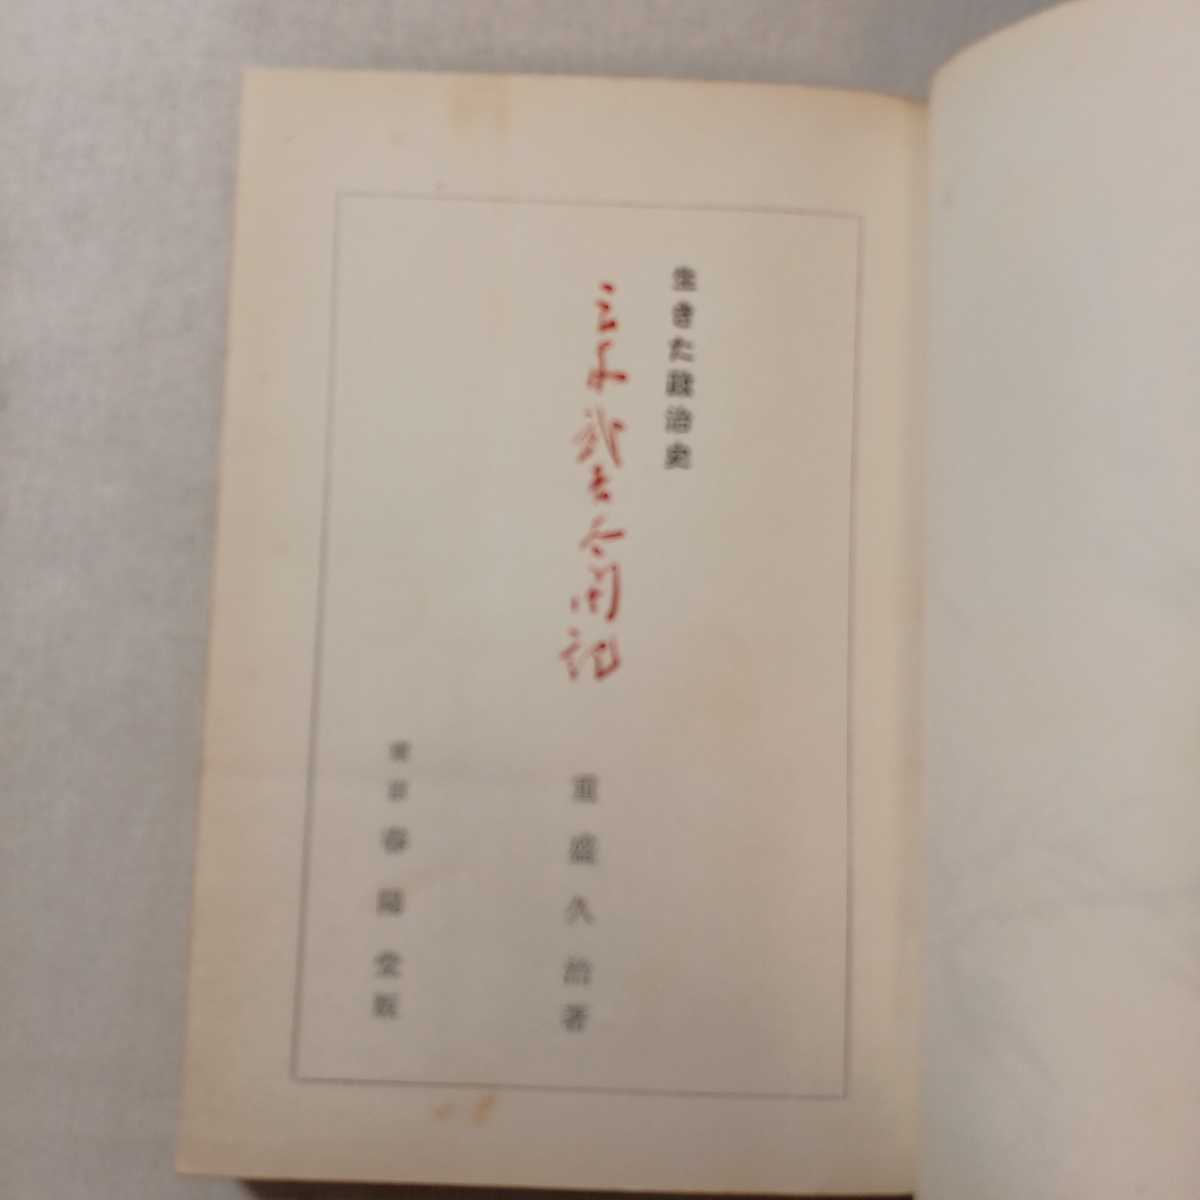 生きた政治史
三木武吉太閤記
重盛久治著
東京 春陽堂版